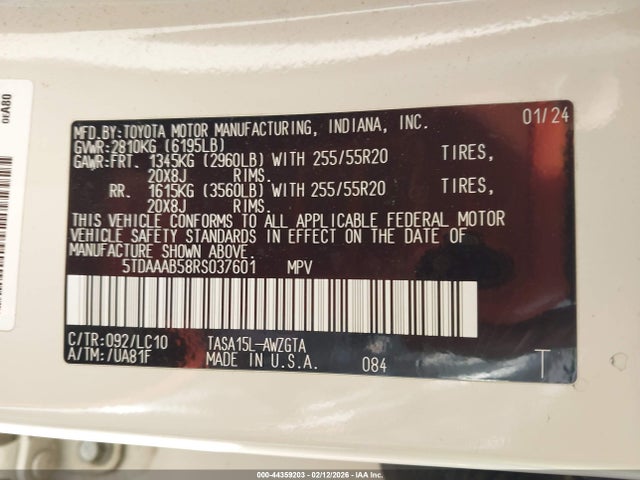 0rA80
MFD.BY:TOYOTA MOTOR MANUFACTURING, INDIANA, INC. 01/24
GVWR:2810KG (6195LB)
GAWR:FRT. 1345KG (2960LB) WITH 255/55R20 TIRES,
20X8J RIMS.
RR. 1615KG (3560LB) WITH 255/55R20 TIRES,
20X8J RIMS.
THIS VEHICLE CONFORMS TO ALL APPLICABLE FEDERAL MOTOR
VEHICLE SAFETY STANDARDS IN EFFECT ON THE DATE OF
MANUFACTURE SHOWN ABOVE.
5TDAAAB58RS037601 MPV
C/TR:092/LC10 TASA15L-AWZGTA
A/TM:/UA81F MADE IN U.S.A. 084 T
000-44359203 - 02/12/2026 - IAA Inc.